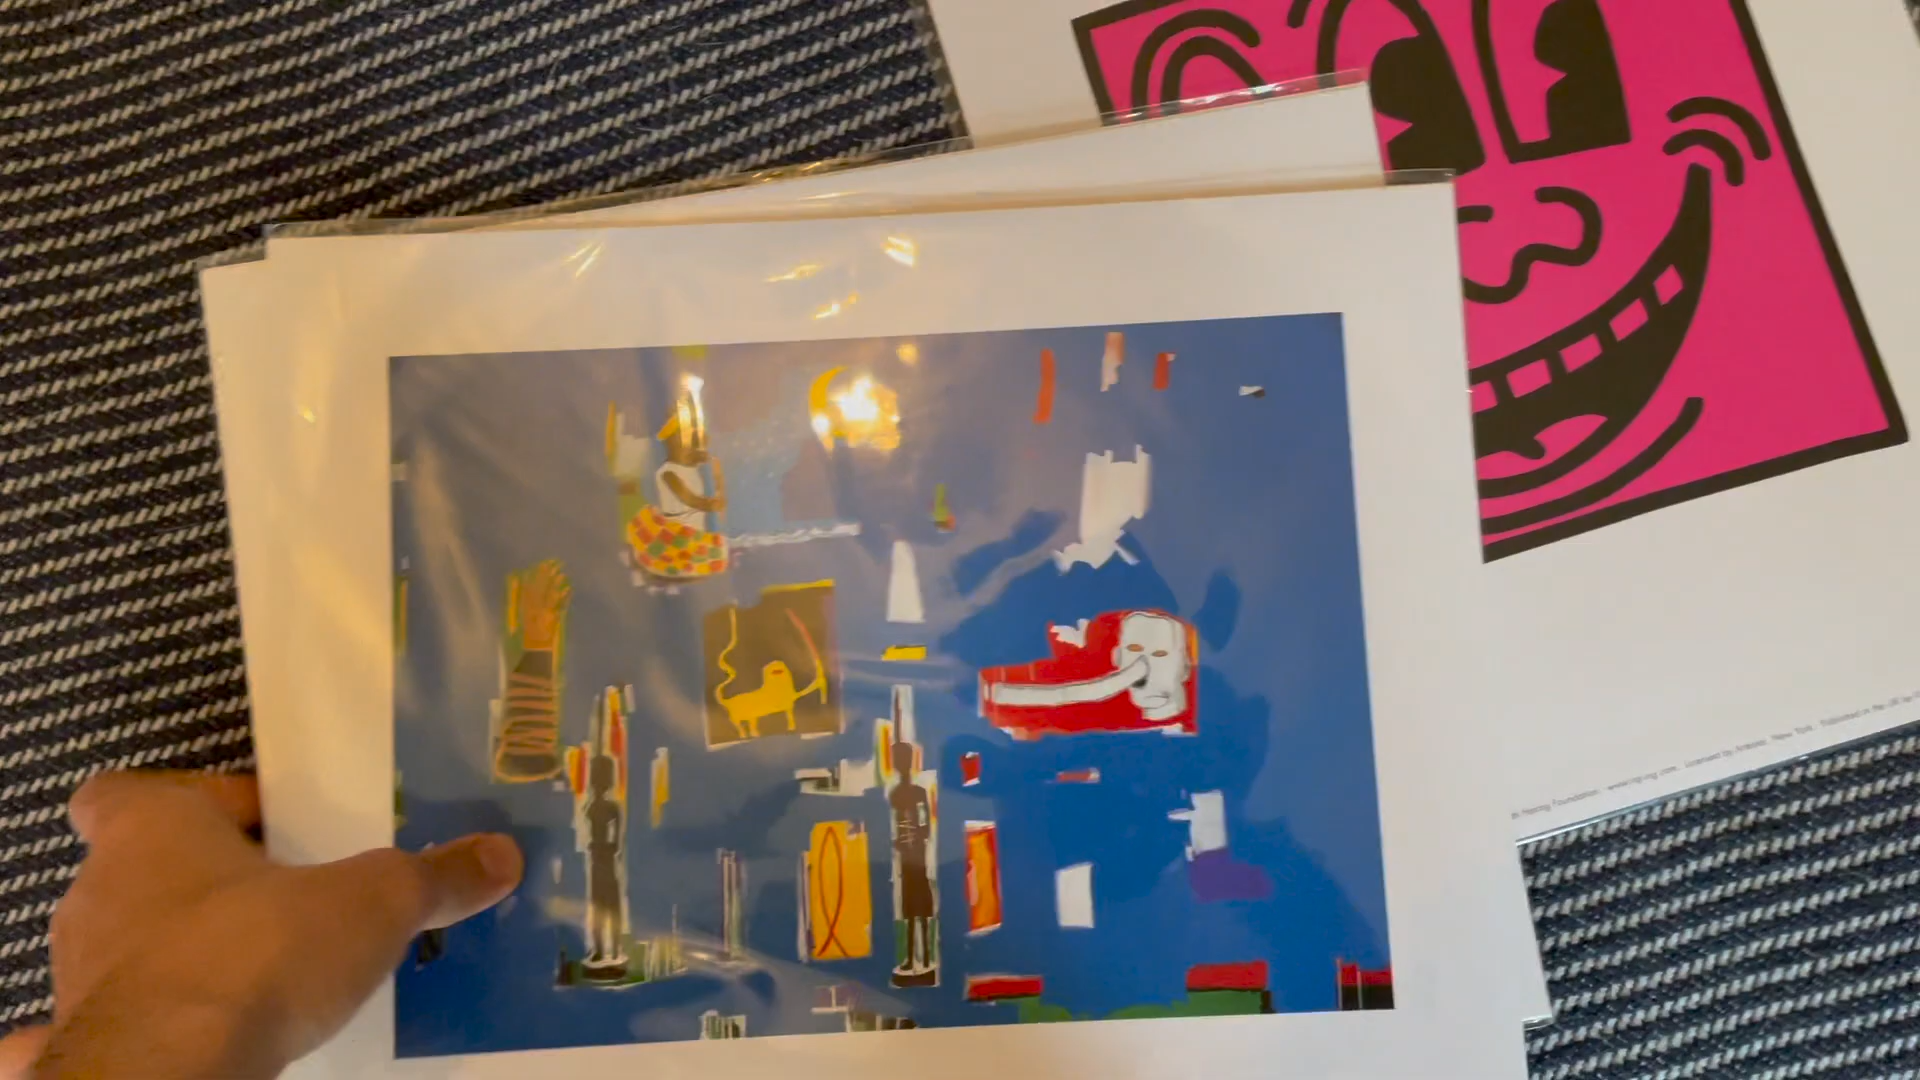 Haring Foundation - www.haring.com Licensed by Artestar, New York - Published in the UK by